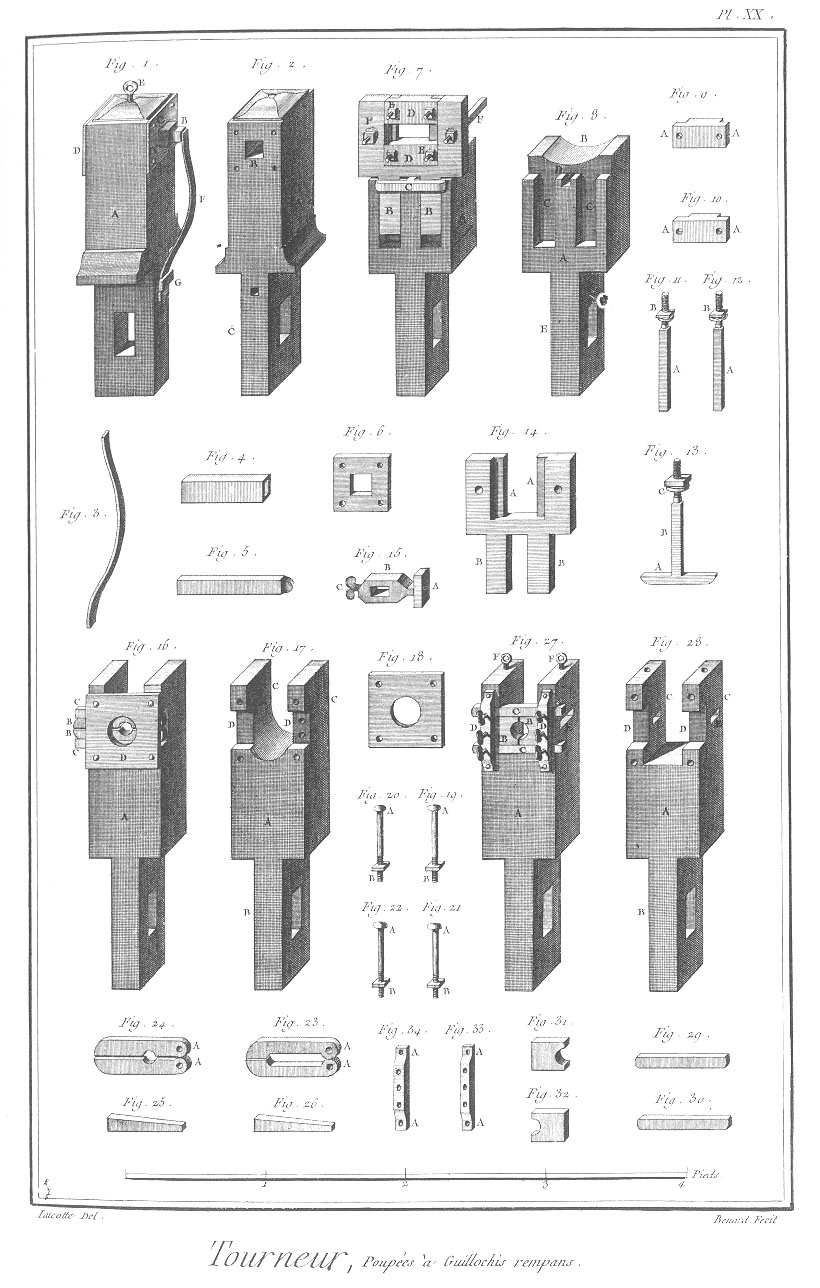 Pl. XX.
Fig. 1. Fig. 2. Fig. 7. Fig. 8. Fig. 9.
E
B
D
A
F
G
B
C
F E D F
D E
C
B B
B
D
C C
A
E
A A
Fig. 10.
A A
Fig. 11. Fig. 12.
B B
A A
Fig. 3. Fig. 4. Fig. 6. Fig. 14. Fig. 13.
A A
B B
C
B
A
Fig. 5. Fig. 15.
B
C A
Fig. 16. Fig. 17. Fig. 18. Fig. 27. Fig. 28.
C
B
B
C
D
A
C C
D D
A
B
F F
C
D B D
B
C
A
C C
D D
A
B
Fig. 20. Fig. 19.
A A
B B
Fig. 22. Fig. 21
A A
B B
Fig. 24. Fig. 23. Fig. 34. Fig. 33. Fig. 31. Fig. 29.
A A
A A
A A
A A
Fig. 25. Fig. 26. Fig. 32. Fig. 30.
1 2 3 4 Pieds.
Lucotte Del. Benard Fecit
Tourneur, Poupées à Guillochis rempans.